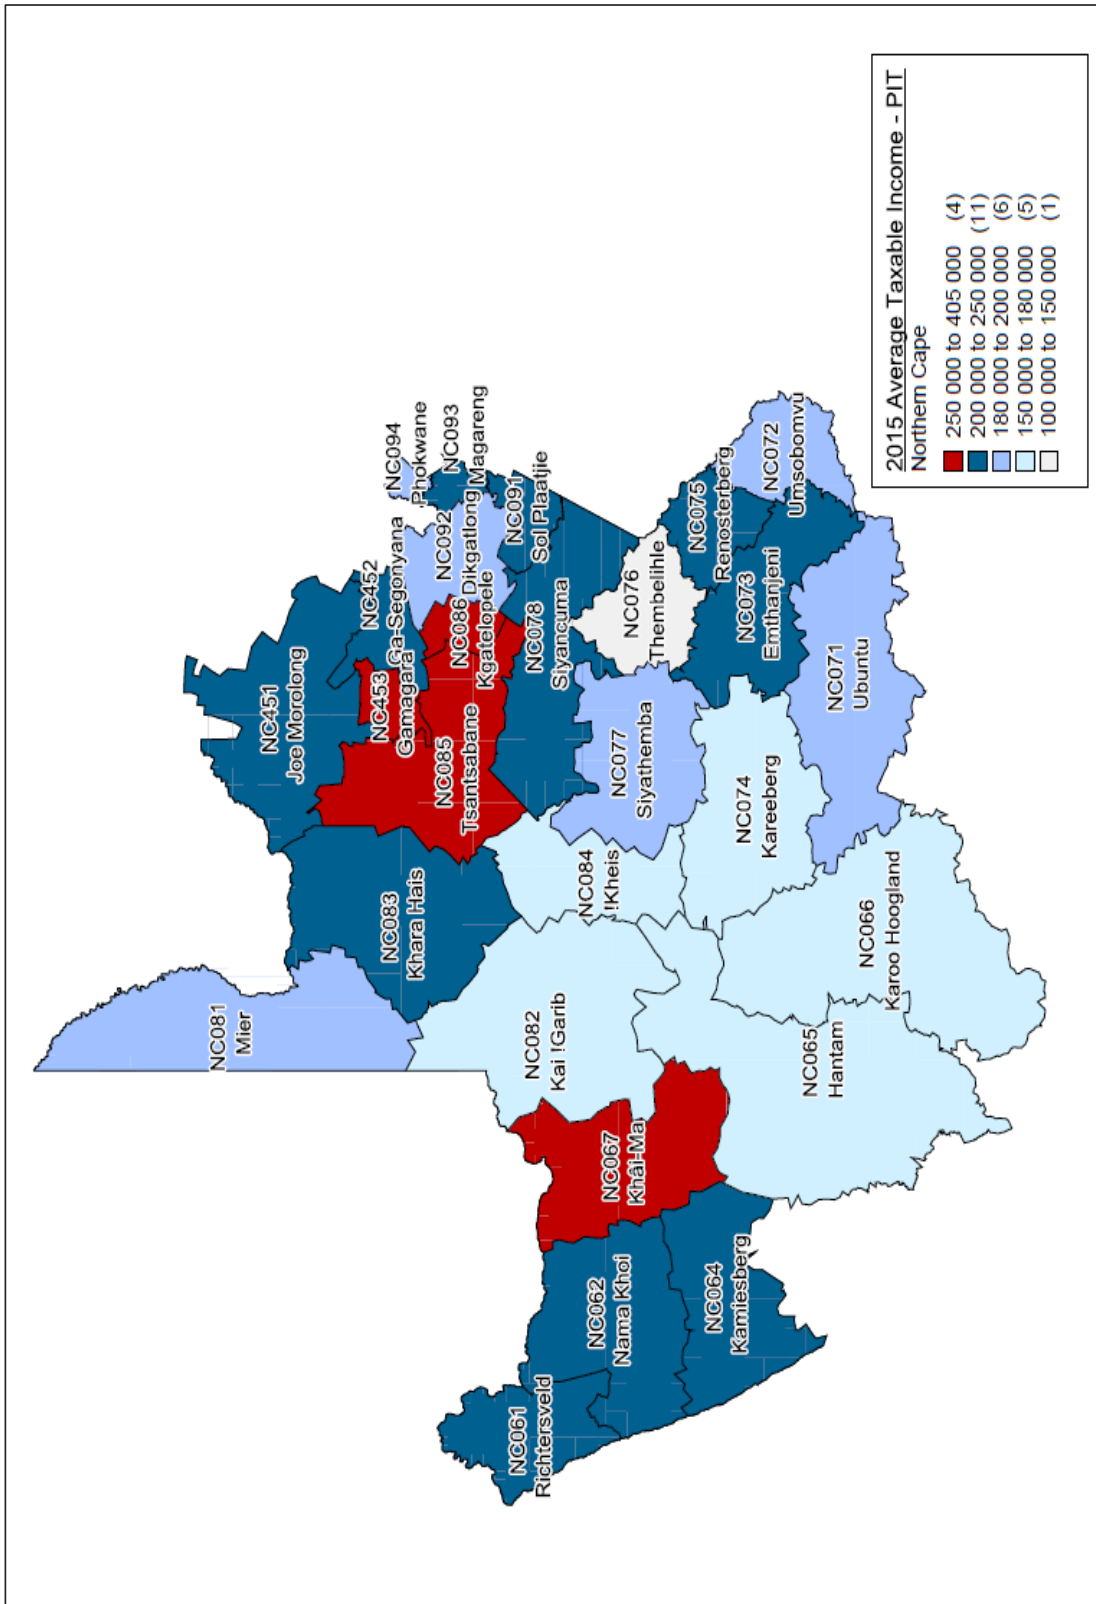 2015 Average Taxable Income - PIT
Northern Cape
250 000 to 405 000 (4)
200 000 to 250 000 (11)
180 000 to 200 000 (6)
150 000 to 180 000 (5)
100 000 to 150 000 (1)
NC081
Mier
NC451
Joe Morolong
NC452
Ga-Segonyana
NC453
Gamagara
NC094
Phokwane
NC093
Magareng
NC092
Dikgatlong
NC086
Kgatelopele
NC085
Tsantsabane
NC083
Khara Hais
NC091
Sol Plaatjie
NC078
Siyancuma
NC082
Kai !Garib
NC084
!Kheis
NC077
Siyathemba
NC076
Thembelihle
NC075
Renosterberg
NC072
Umsobomvu
NC073
Emthanjeni
NC074
Kareeberg
NC071
Ubuntu
NC061
Richtersveld
NC062
Nama Khoi
NC067
Khâi-Ma
NC064
Kamiesberg
NC065
Hantam
NC066
Karoo Hoogland